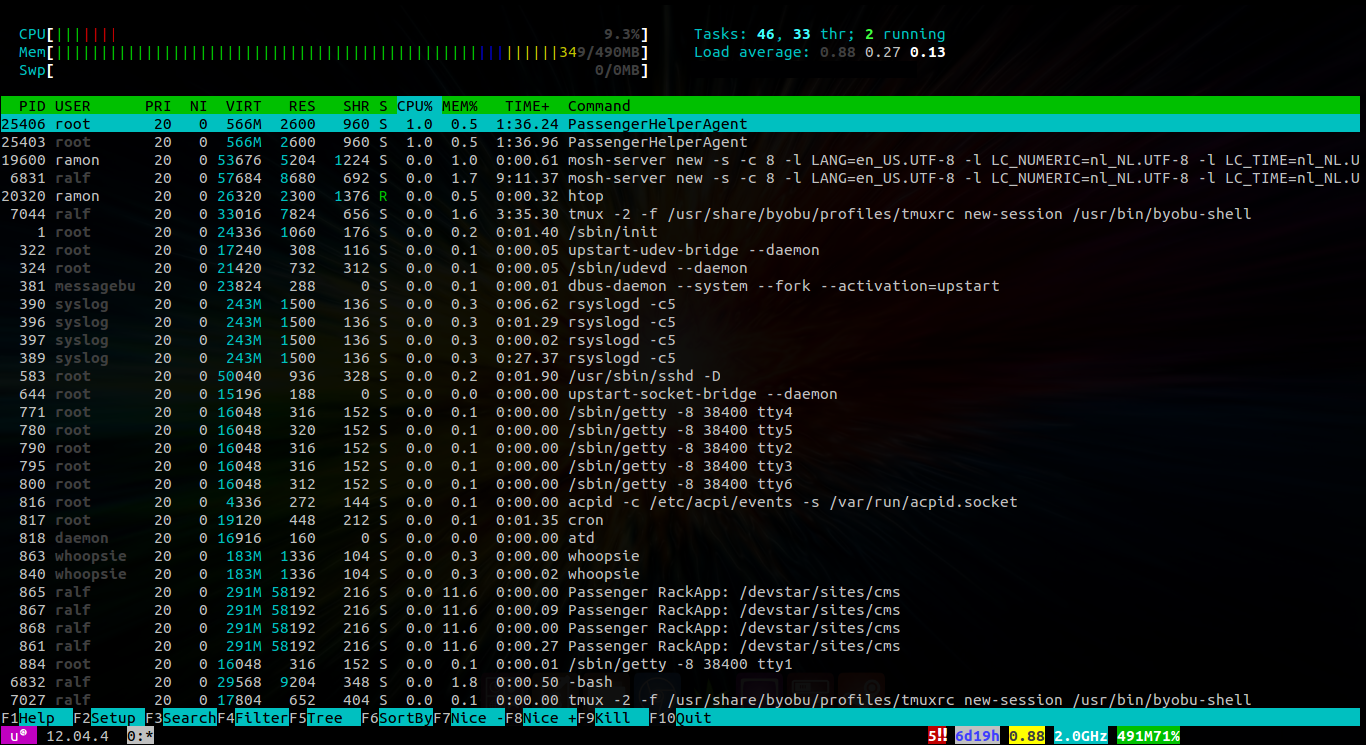 CPU[||||||| 9.3%] Tasks: 46, 33 thr; 2 running
Mem[||||||||||||||||||||||||||||||||||||||||||||||||||||||||349/490MB] Load average: 0.88 0.27 0.13
Swp[ 0/0MB]
PID USER PRI NI VIRT RES SHR S CPU% MEM% TIME+ Command
25406 root 20 0 566M 2600 960 S 1.0 0.5 1:36.24 PassengerHelperAgent
25403 root 20 0 566M 2600 960 S 1.0 0.5 1:36.96 PassengerHelperAgent
19600 ramon 20 0 53676 5204 1224 S 0.0 1.0 0:00.61 mosh-server new -s -c 8 -l LANG=en_US.UTF-8 -l LC_NUMERIC=nl_NL.UTF-8 -l LC_TIME=nl_NL.U
6831 ralf 20 0 57684 8680 692 S 0.0 1.7 9:11.37 mosh-server new -s -c 8 -l LANG=en_US.UTF-8 -l LC_NUMERIC=nl_NL.UTF-8 -l LC_TIME=nl_NL.U
20320 ramon 20 0 26320 2300 1376 R 0.0 0.5 0:00.32 htop
7044 ralf 20 0 33016 7824 656 S 0.0 1.6 3:35.30 tmux -2 -f /usr/share/byobu/profiles/tmuxrc new-session /usr/bin/byobu-shell
1 root 20 0 24336 1060 176 S 0.0 0.2 0:01.40 /sbin/init
322 root 20 0 17240 308 116 S 0.0 0.1 0:00.05 upstart-udev-bridge --daemon
324 root 20 0 21420 732 312 S 0.0 0.1 0:00.05 /sbin/udevd --daemon
381 messagebu 20 0 23824 288 0 S 0.0 0.1 0:00.01 dbus-daemon --system --fork --activation=upstart
390 syslog 20 0 243M 1500 136 S 0.0 0.3 0:06.62 rsyslogd -c5
396 syslog 20 0 243M 1500 136 S 0.0 0.3 0:01.29 rsyslogd -c5
397 syslog 20 0 243M 1500 136 S 0.0 0.3 0:00.02 rsyslogd -c5
389 syslog 20 0 243M 1500 136 S 0.0 0.3 0:27.37 rsyslogd -c5
583 root 20 0 50040 936 328 S 0.0 0.2 0:01.90 /usr/sbin/sshd -D
644 root 20 0 15196 188 0 S 0.0 0.0 0:00.00 upstart-socket-bridge --daemon
771 root 20 0 16048 316 152 S 0.0 0.1 0:00.00 /sbin/getty -8 38400 tty4
780 root 20 0 16048 320 152 S 0.0 0.1 0:00.00 /sbin/getty -8 38400 tty5
790 root 20 0 16048 316 152 S 0.0 0.1 0:00.00 /sbin/getty -8 38400 tty2
795 root 20 0 16048 316 152 S 0.0 0.1 0:00.00 /sbin/getty -8 38400 tty3
800 root 20 0 16048 312 152 S 0.0 0.1 0:00.00 /sbin/getty -8 38400 tty6
816 root 20 0 4336 272 144 S 0.0 0.1 0:00.00 acpid -c /etc/acpi/events -s /var/run/acpid.socket
817 root 20 0 19120 448 212 S 0.0 0.1 0:01.35 cron
818 daemon 20 0 16916 160 0 S 0.0 0.0 0:00.00 atd
863 whoopsie 20 0 183M 1336 104 S 0.0 0.3 0:00.00 whoopsie
840 whoopsie 20 0 183M 1336 104 S 0.0 0.3 0:00.02 whoopsie
865 ralf 20 0 291M 58192 216 S 0.0 11.6 0:00.00 Passenger RackApp: /devstar/sites/cms
867 ralf 20 0 291M 58192 216 S 0.0 11.6 0:00.09 Passenger RackApp: /devstar/sites/cms
868 ralf 20 0 291M 58192 216 S 0.0 11.6 0:00.00 Passenger RackApp: /devstar/sites/cms
861 ralf 20 0 291M 58192 216 S 0.0 11.6 0:00.27 Passenger RackApp: /devstar/sites/cms
884 root 20 0 16048 316 152 S 0.0 0.1 0:00.01 /sbin/getty -8 38400 tty1
6832 ralf 20 0 29568 9204 348 S 0.0 1.8 0:00.50 -bash
7027 ralf 20 0 17804 652 404 S 0.0 0.1 0:00.00 tmux -2 -f /usr/share/byobu/profiles/tmuxrc new-session /usr/bin/byobu-shell
F1Help F2Setup F3SearchF4FilterF5Tree F6SortByF7Nice -F8Nice +F9Kill F10Quit
u® 12.04.4 0:* 5!! 6d19h 0.88 2.0GHz 491M71%